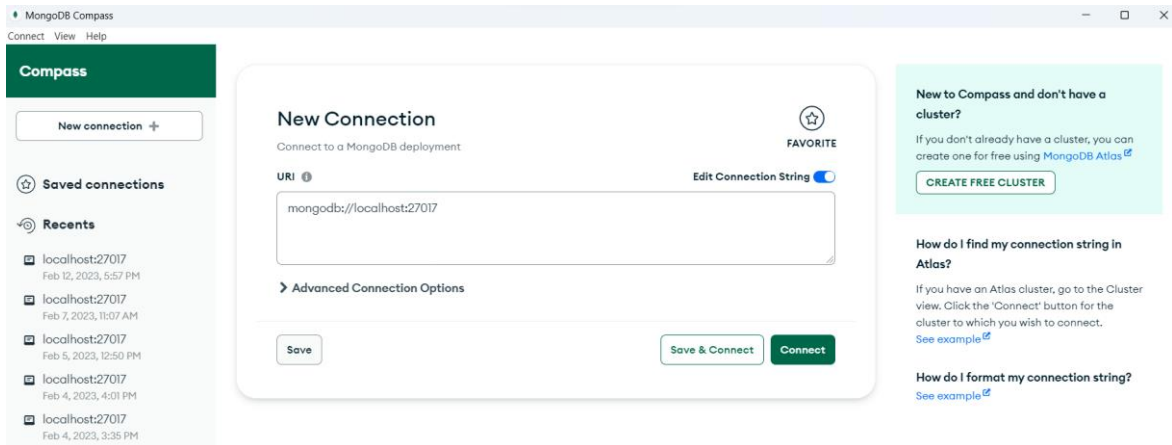 MongoDB Compass
Connect View Help
Compass
New connection
Saved connections
Recents
localhost:27017
Feb 12, 2023, 5:57 PM
localhost:27017
Feb 7, 2023, 11:07 AM
localhost:27017
Feb 5, 2023, 12:50 PM
localhost:27017
Feb 4, 2023, 4:01 PM
localhost:27017
Feb 4, 2023, 3:35 PM
New Connection
Connect to a MongoDB deployment
FAVORITE
URI
Edit Connection String
mongodb://localhost:27017
Advanced Connection Options
Save
Save & Connect
Connect
New to Compass and don't have a
cluster?
If you don't already have a cluster, you can
create one for free using MongoDB Atlas
CREATE FREE CLUSTER
How do I find my connection string in
Atlas?
If you have an Atlas cluster, go to the Cluster
view. Click the 'Connect' button for the
cluster to which you wish to connect.
See example
How do I format my connection string?
See example